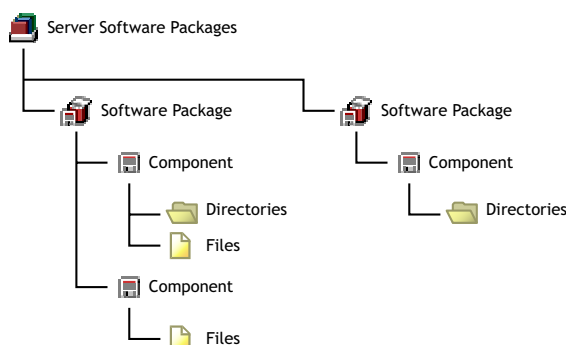 Server Software Packages
Software Package
Software Package
Component
Component
Directories
Directories
Files
Component
Files